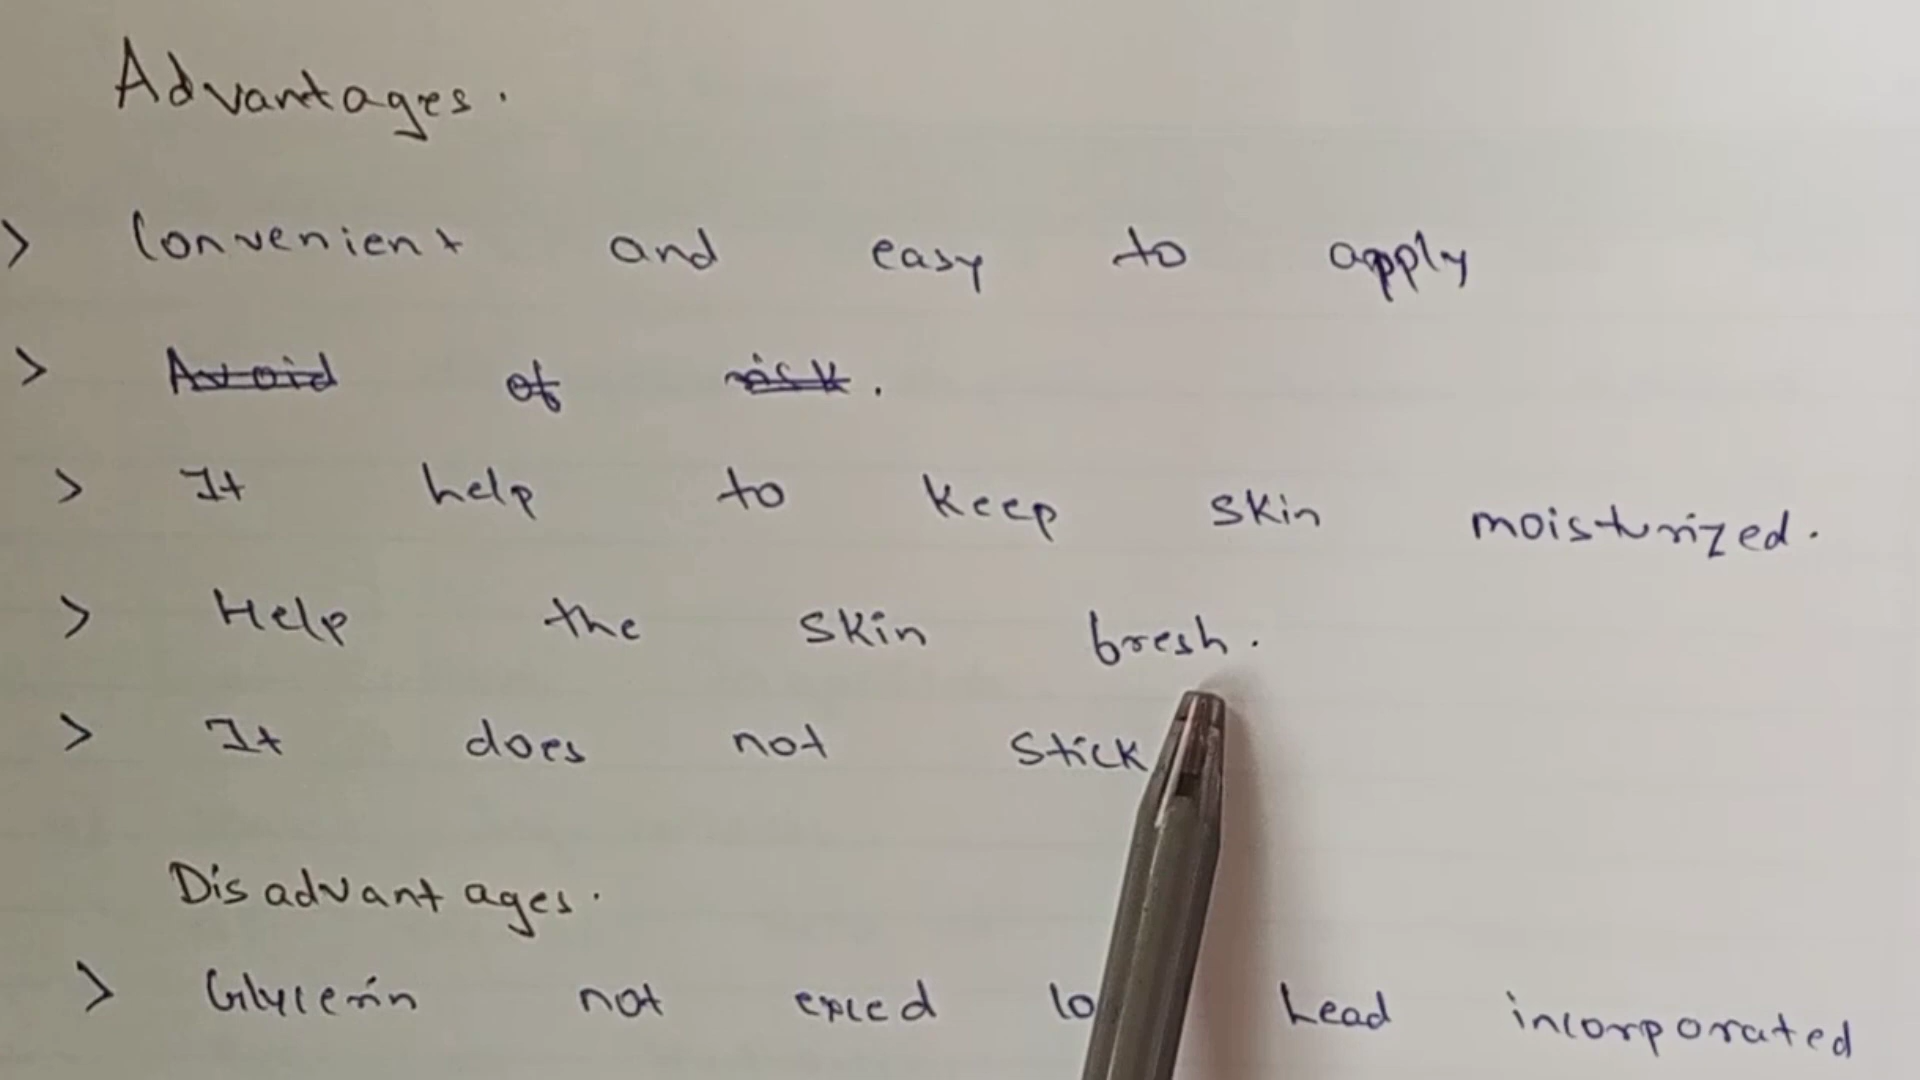 Advantages.
> Convenient and easy to apply
> Avoid of risk.
> It help to keep skin moisturized.
> Help the skin fresh.
> It does not stick
Disadvantages.
> Glycerin not exced Lead incorporated